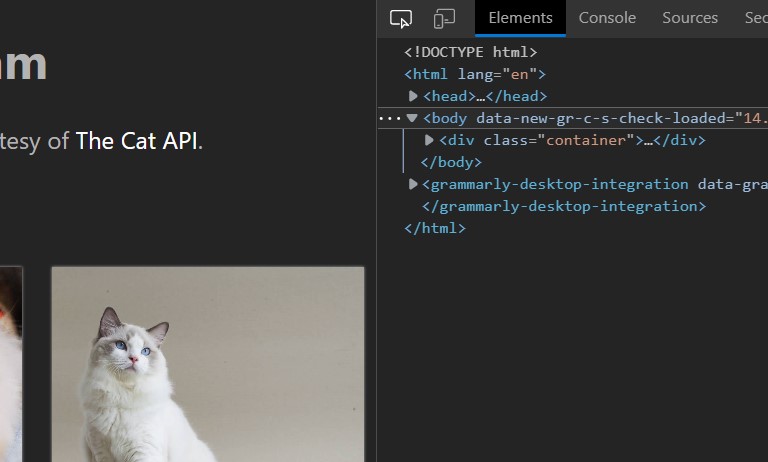 am
tesy of The Cat API.
Elements Console Sources
<!DOCTYPE html>
<html lang="en">
<head>…</head>
<body data-new-gr-c-s-check-loaded="14.
<div class="container">…</div>
</body>
<grammarly-desktop-integration data-gra
</grammarly-desktop-integration>
</html>